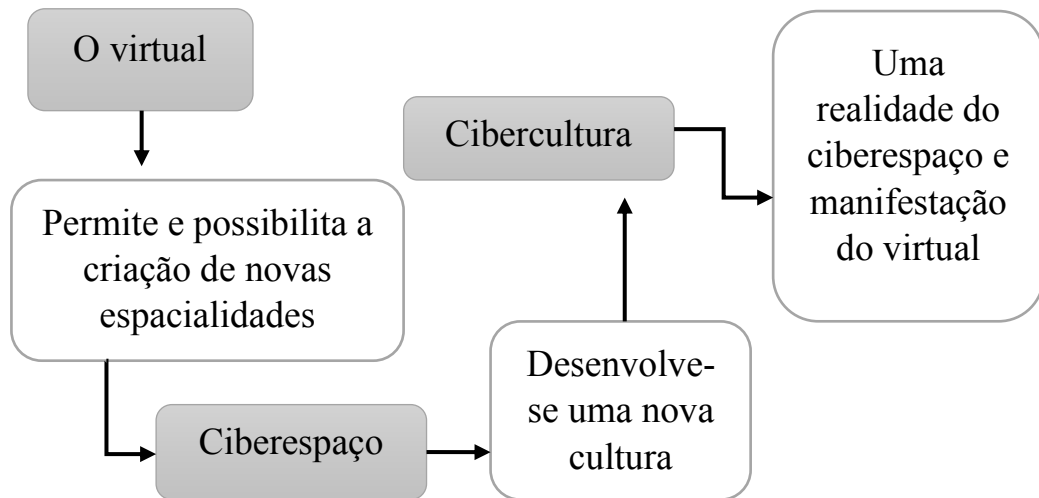 O virtual
Permite e possibilita a
criação de novas
espacialidades
Ciberespaço
Desenvolve-
se uma nova
cultura
Cibercultura
Uma
realidade do
ciberespaço e
manifestação
do virtual